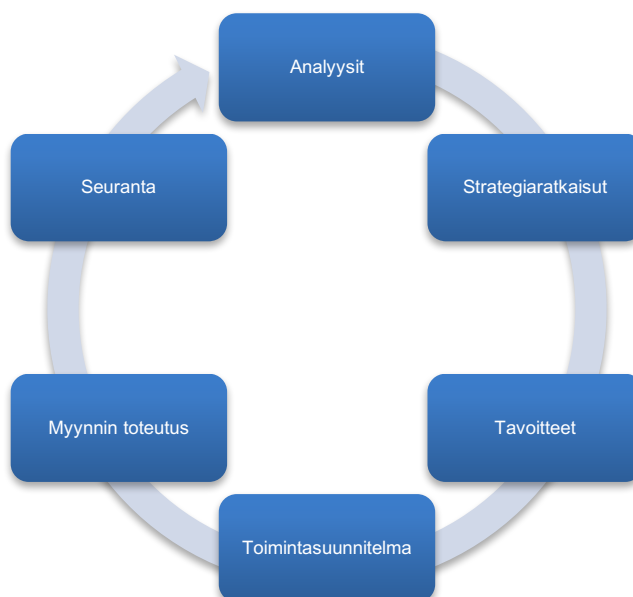 Analyysit
Strategiaratkaisut
Tavoitteet
Toimintasuunnitelma
Myynnin toteutus
Seuranta